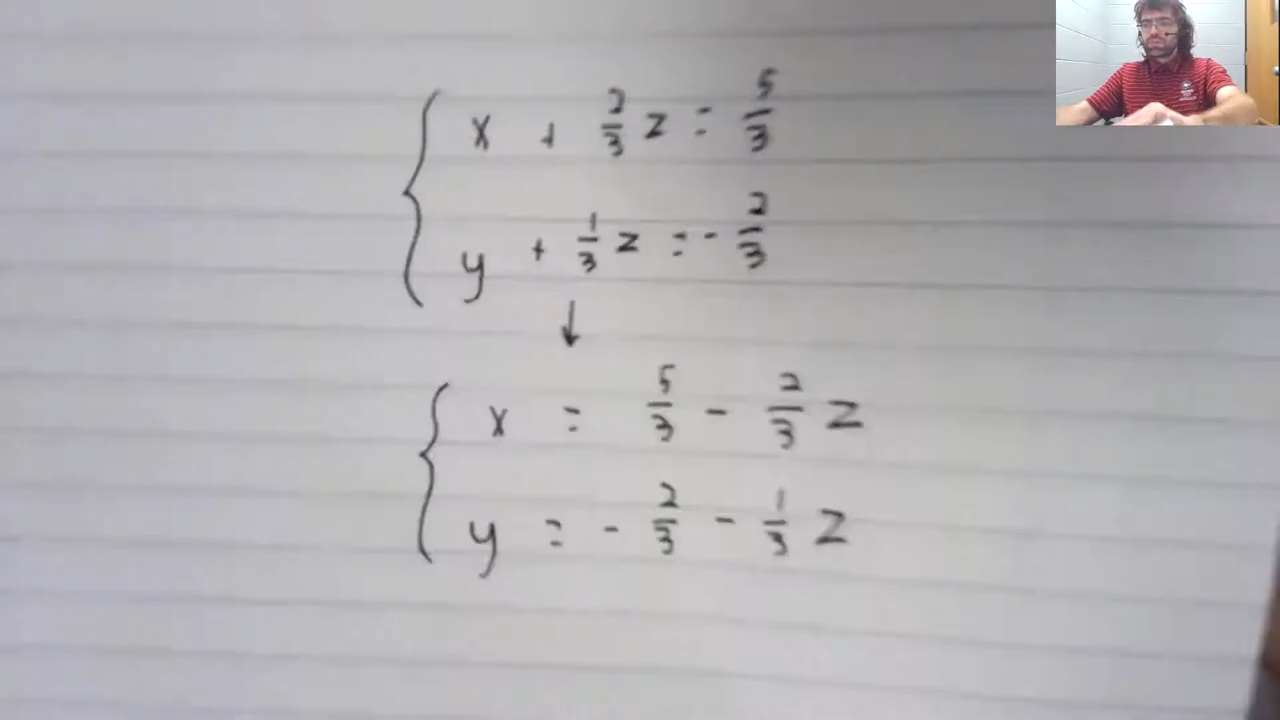 x + 2/3 z = 5/3
y + 1/3 z = - 2/3
↓
x = 5/3 - 2/3 z
y = - 2/3 - 1/3 z